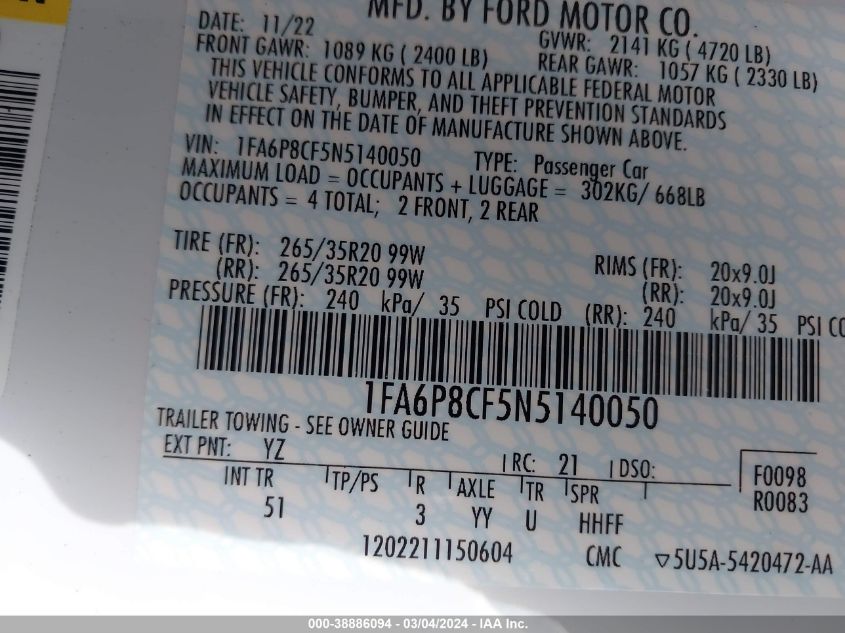 MFD. BY FORD MOTOR CO.
DATE: 11/22 GVWR: 2141 KG ( 4720 LB)
FRONT GAWR: 1089 KG ( 2400 LB) REAR GAWR: 1057 KG ( 2330 LB)
THIS VEHICLE CONFORMS TO ALL APPLICABLE FEDERAL MOTOR
VEHICLE SAFETY, BUMPER, AND THEFT PREVENTION STANDARDS
IN EFFECT ON THE DATE OF MANUFACTURE SHOWN ABOVE.
VIN: 1FA6P8CF5N5140050 TYPE: Passenger Car
MAXIMUM LOAD = OCCUPANTS + LUGGAGE = 302KG/ 668LB
OCCUPANTS = 4 TOTAL; 2 FRONT, 2 REAR
TIRE (FR): 265/35R20 99W RIMS (FR): 20x9.0J
(RR): 265/35R20 99W (RR): 20x9.0J
PRESSURE (FR): 240 kPa/ 35 PSI COLD (RR): 240 kPa/ 35 PSI CO
1FA6P8CF5N5140050
TRAILER TOWING - SEE OWNER GUIDE
EXT PNT: YZ RC: 21 DSO: F0098
INT TR TP/PS R AXLE TR SPR R0083
51 3 YY U HHFF
1202211150604 CMC ▽5U5A-5420472-AA
000-38886094 - 03/04/2024 - IAA Inc.